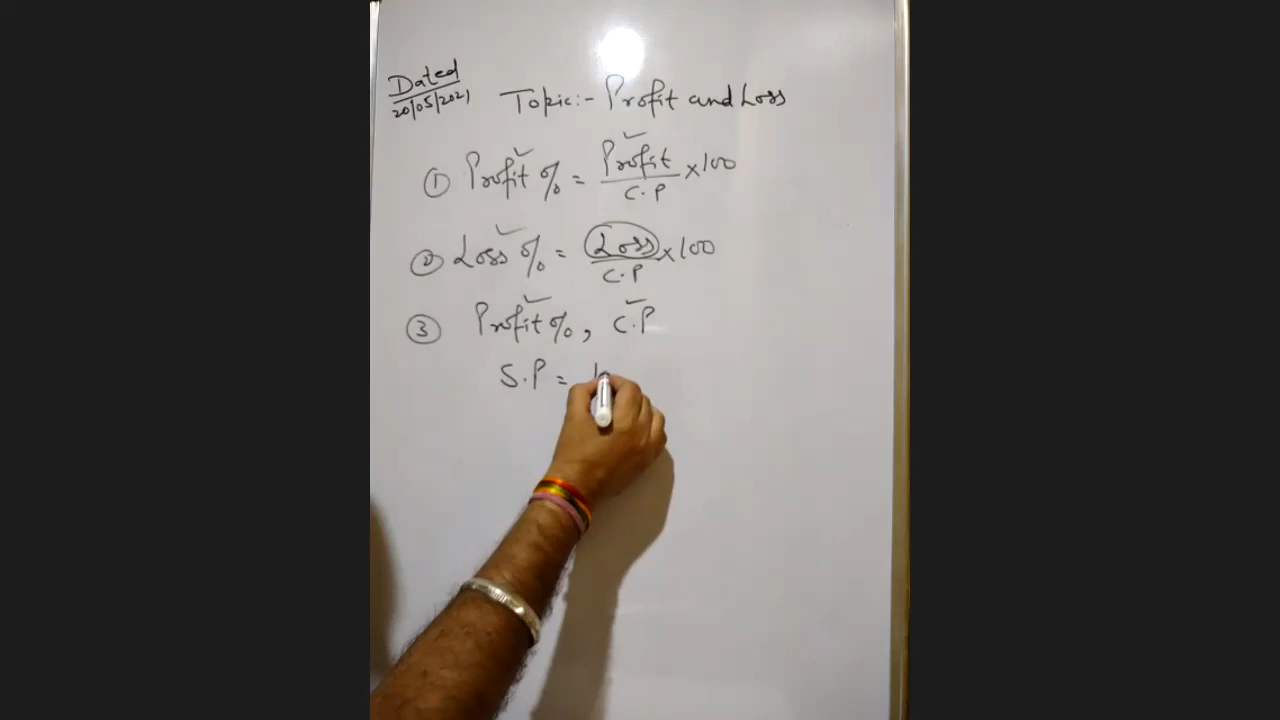 Dated
20/05/2021
Topic:- Profit and Loss
① Profit % = Profit/C.P × 100
② Loss % = Loss/C.P × 100
③ Profit %, C.P
S.P =